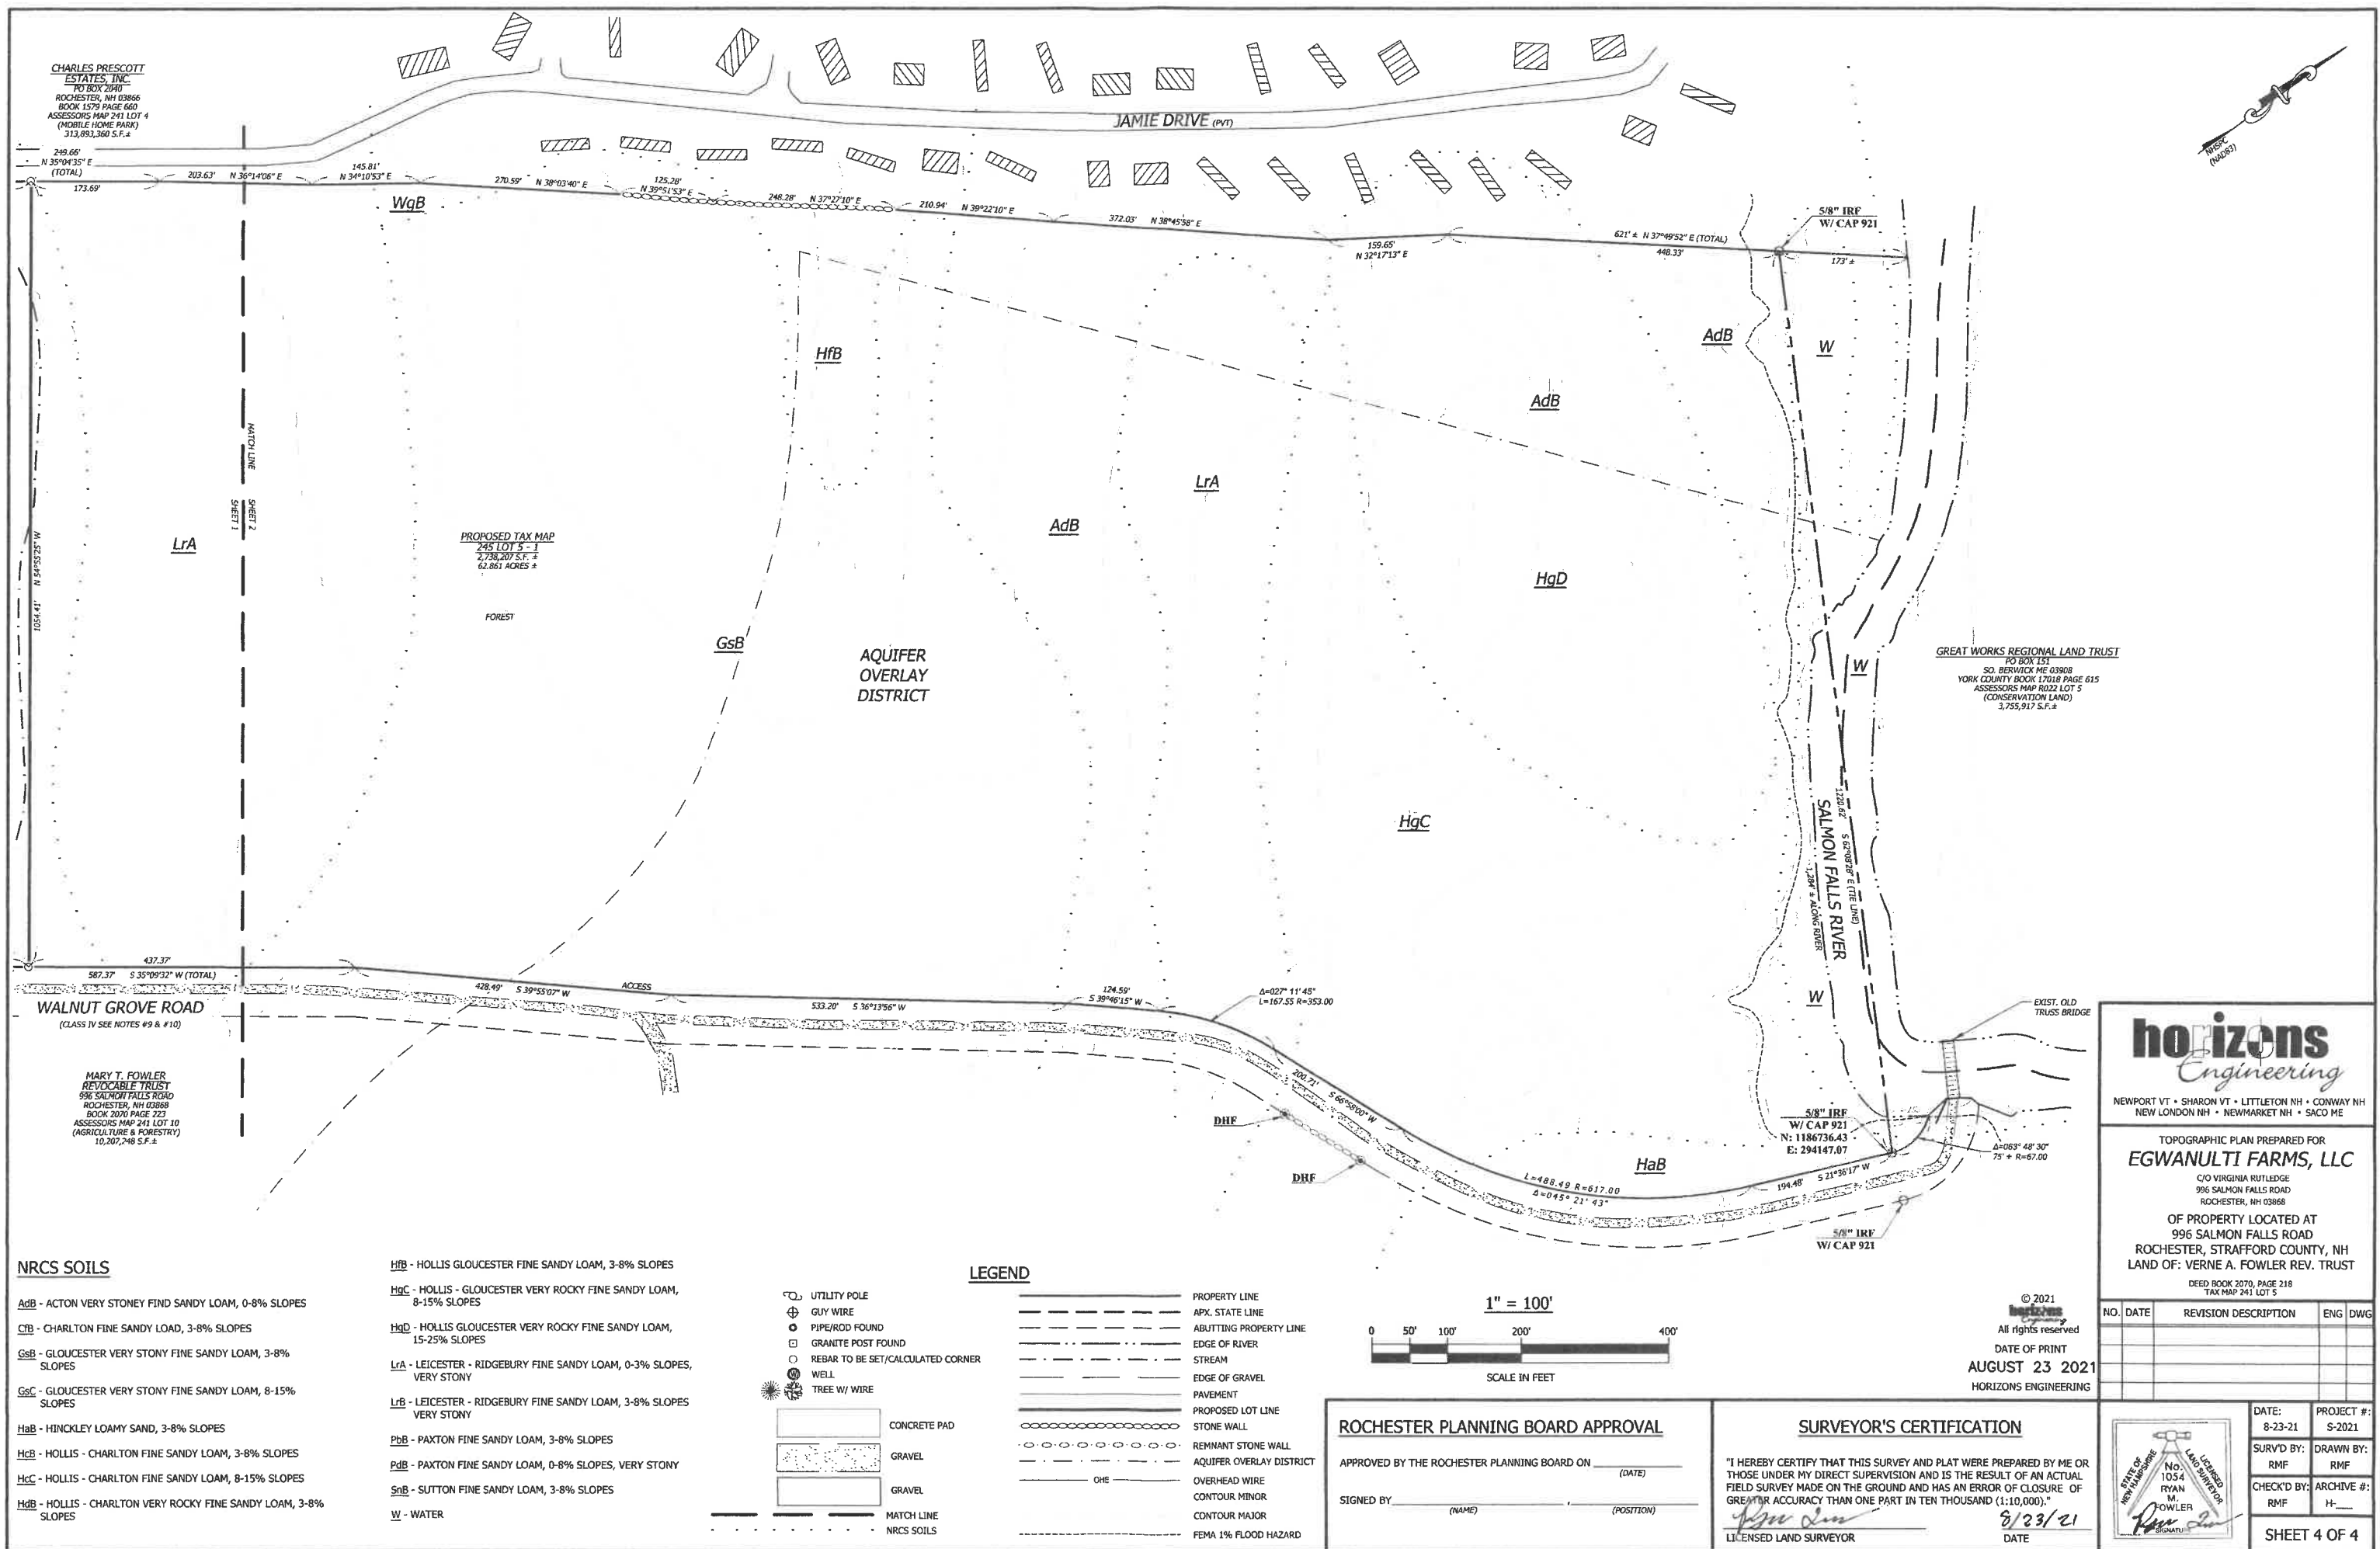 CHARLES PRESCOTT
ESTATES, INC.
PO BOX 2040
ROCHESTER, NH 03866
BOOK 1579 PAGE 660
ASSESSORS MAP 241 LOT 4
(MOBILE HOME PARK)
313,893,360 S.F.±
249.66'
N 35°04'35" E
(TOTAL)
173.69'
203.63' N 36°14'06" E
145.81'
N 34°10'53" E
WgB
270.59' N 38°03'40" E
125.28'
N 39°51'53" E
248.28' N 37°27'10" E
210.94' N 39°22'10" E
372.03' N 38°45'58" E
159.65'
N 32°17'13" E
621' ± N 37°49'52" E (TOTAL)
448.33'
173' ±
JAMIE DRIVE (PVT)
5/8" IRF
W/ CAP 921
NHSPC
(NAD83)
HfB
AdB
W
AdB
LrA
AdB
HgD
LrA
MATCH LINE
SHEET 2
SHEET 1
1054.41' N 54°55'25" W
PROPOSED TAX MAP
245 LOT 5 - 1
2,738,207 S.F. ±
62.861 ACRES ±
FOREST
GsB
AQUIFER
OVERLAY
DISTRICT
W
GREAT WORKS REGIONAL LAND TRUST
PO BOX 151
SO. BERWICK ME 03908
YORK COUNTY BOOK 17018 PAGE 615
ASSESSORS MAP R022 LOT 5
(CONSERVATION LAND)
3,755,917 S.F.±
HgC
1220.62' S 62°08'28" E (TIE LINE)
SALMON FALLS RIVER
1,284' ± ALONG RIVER
W
437.37'
587.37' S 35°09'32" W (TOTAL)
WALNUT GROVE ROAD
(CLASS IV SEE NOTES #9 & #10)
428.49' S 39°55'07" W
ACCESS
533.20' S 36°13'56" W
124.59'
S 39°46'15" W
Δ=027° 11'45"
L=167.55 R=353.00
200.71'
S 66°58'00" W
DHF
DHF
L=488.49 R=617.00
Δ=045° 21' 43"
HaB
194.48' S 21°36'17" W
5/8" IRF
W/ CAP 921
N: 1186736.43
E: 294147.07
Δ=063° 48' 30"
75' ± R=67.00
EXIST. OLD
TRUSS BRIDGE
5/8" IRF
W/ CAP 921
MARY T. FOWLER
REVOCABLE TRUST
996 SALMON FALLS ROAD
ROCHESTER, NH 03868
BOOK 2070 PAGE 223
ASSESSORS MAP 241 LOT 10
(AGRICULTURE & FORESTRY)
10,207,748 S.F.±
NRCS SOILS
AdB - ACTON VERY STONEY FIND SANDY LOAM, 0-8% SLOPES
CfB - CHARLTON FINE SANDY LOAD, 3-8% SLOPES
GsB - GLOUCESTER VERY STONY FINE SANDY LOAM, 3-8%
SLOPES
GsC - GLOUCESTER VERY STONY FINE SANDY LOAM, 8-15%
SLOPES
HaB - HINCKLEY LOAMY SAND, 3-8% SLOPES
HcB - HOLLIS - CHARLTON FINE SANDY LOAM, 3-8% SLOPES
HcC - HOLLIS - CHARLTON FINE SANDY LOAM, 8-15% SLOPES
HdB - HOLLIS - CHARLTON VERY ROCKY FINE SANDY LOAM, 3-8%
SLOPES
HfB - HOLLIS GLOUCESTER FINE SANDY LOAM, 3-8% SLOPES
HgC - HOLLIS - GLOUCESTER VERY ROCKY FINE SANDY LOAM,
8-15% SLOPES
HgD - HOLLIS GLOUCESTER VERY ROCKY FINE SANDY LOAM,
15-25% SLOPES
LrA - LEICESTER - RIDGEBURY FINE SANDY LOAM, 0-3% SLOPES,
VERY STONY
LrB - LEICESTER - RIDGEBURY FINE SANDY LOAM, 3-8% SLOPES
VERY STONY
PbB - PAXTON FINE SANDY LOAM, 3-8% SLOPES
PdB - PAXTON FINE SANDY LOAM, 0-8% SLOPES, VERY STONY
SnB - SUTTON FINE SANDY LOAM, 3-8% SLOPES
W - WATER
LEGEND
UTILITY POLE
GUY WIRE
PIPE/ROD FOUND
GRANITE POST FOUND
REBAR TO BE SET/CALCULATED CORNER
WELL
TREE W/ WIRE
CONCRETE PAD
GRAVEL
GRAVEL
MATCH LINE
NRCS SOILS
PROPERTY LINE
APX. STATE LINE
ABUTTING PROPERTY LINE
EDGE OF RIVER
STREAM
EDGE OF GRAVEL
PAVEMENT
PROPOSED LOT LINE
STONE WALL
REMNANT STONE WALL
AQUIFER OVERLAY DISTRICT
OHE
OVERHEAD WIRE
CONTOUR MINOR
CONTOUR MAJOR
FEMA 1% FLOOD HAZARD
1" = 100'
0 50' 100' 200' 400'
SCALE IN FEET
© 2021
horizons
Engineering
All rights reserved
DATE OF PRINT
AUGUST 23 2021
HORIZONS ENGINEERING
ROCHESTER PLANNING BOARD APPROVAL
APPROVED BY THE ROCHESTER PLANNING BOARD ON
(DATE)
SIGNED BY ,
(NAME) (POSITION)
SURVEYOR'S CERTIFICATION
"I HEREBY CERTIFY THAT THIS SURVEY AND PLAT WERE PREPARED BY ME OR
THOSE UNDER MY DIRECT SUPERVISION AND IS THE RESULT OF AN ACTUAL
FIELD SURVEY MADE ON THE GROUND AND HAS AN ERROR OF CLOSURE OF
GREATER ACCURACY THAN ONE PART IN TEN THOUSAND (1:10,000)."
8/23/21
LICENSED LAND SURVEYOR DATE
horizons
Engineering
NEWPORT VT • SHARON VT • LITTLETON NH • CONWAY NH
NEW LONDON NH • NEWMARKET NH • SACO ME
TOPOGRAPHIC PLAN PREPARED FOR
EGWANULTI FARMS, LLC
C/O VIRGINIA RUTLEDGE
996 SALMON FALLS ROAD
ROCHESTER, NH 03868
OF PROPERTY LOCATED AT
996 SALMON FALLS ROAD
ROCHESTER, STRAFFORD COUNTY, NH
LAND OF: VERNE A. FOWLER REV. TRUST
DEED BOOK 2070, PAGE 218
TAX MAP 241 LOT 5
NO. DATE REVISION DESCRIPTION ENG DWG
STATE OF
NEW HAMPSHIRE
LICENSED
LAND SURVEYOR
No.
1054
RYAN
M.
FOWLER
SIGNATURE
DATE: PROJECT #:
8-23-21 S-2021
SURV'D BY: DRAWN BY:
RMF RMF
CHECK'D BY: ARCHIVE #:
RMF H-__
SHEET 4 OF 4